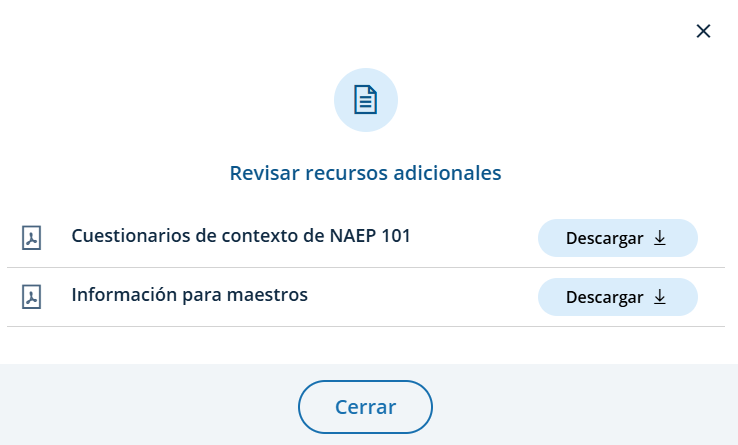 Revisar recursos adicionales
Cuestionarios de contexto de NAEP 101
Descargar
Información para maestros
Descargar
Cerrar